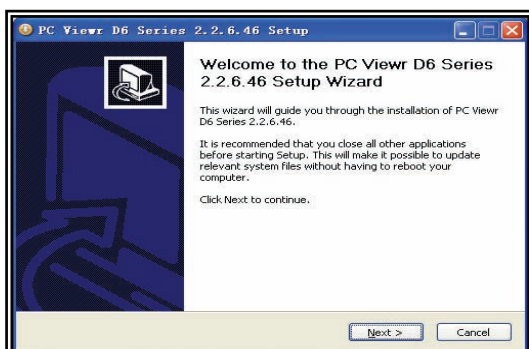 PC Viewr D6 Series 2.2.6.46 Setup
Welcome to the PC Viewr D6 Series
2.2.6.46 Setup Wizard
This wizard will guide you through the installation of PC Viewr
D6 Series 2.2.6.46.
It is recommended that you close all other applications
before starting Setup. This will make it possible to update
relevant system files without having to reboot your
computer.
Click Next to continue.
Next >
Cancel